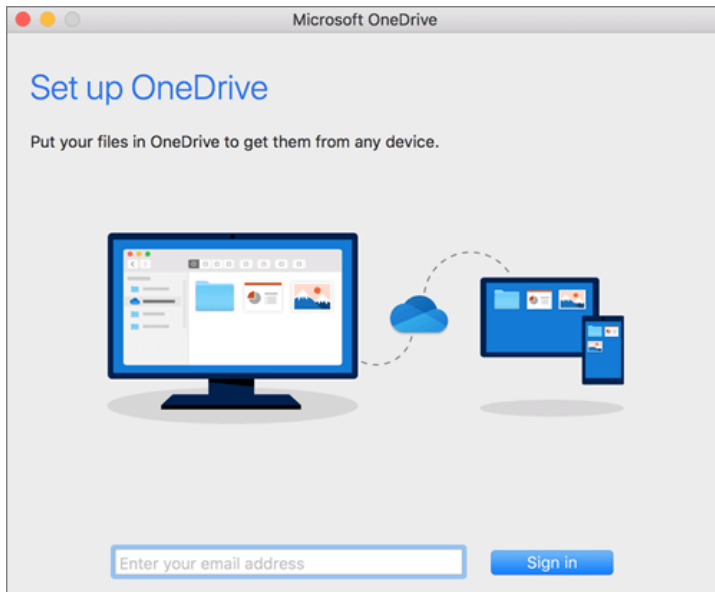 Microsoft OneDrive
Set up OneDrive
Put your files in OneDrive to get them from any device.
Enter your email address
Sign in